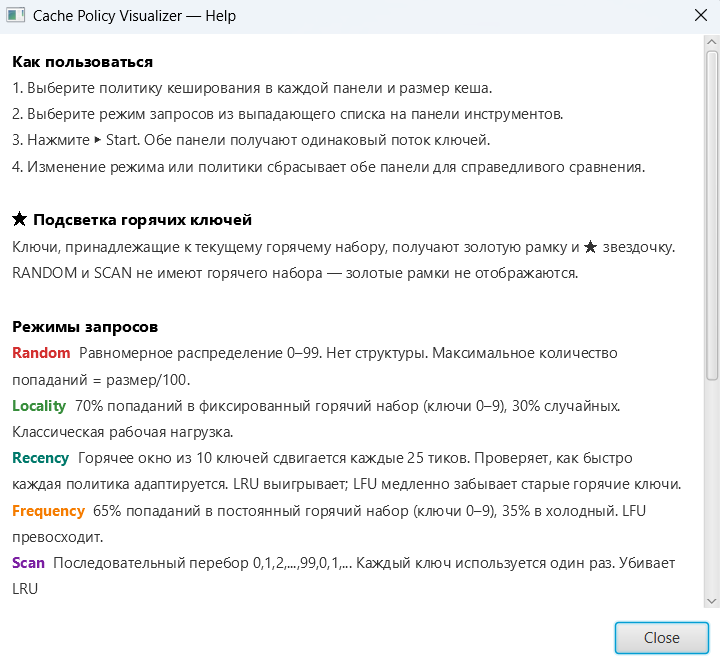 Cache Policy Visualizer — Help
Как пользоваться
1. Выберите политику кеширования в каждой панели и размер кеша.
2. Выберите режим запросов из выпадающего списка на панели инструментов.
3. Нажмите ▶ Start. Обе панели получают одинаковый поток ключей.
4. Изменение режима или политики сбрасывает обе панели для справедливого сравнения.
★ Подсветка горячих ключей
Ключи, принадлежащие к текущему горячему набору, получают золотую рамку и ★ звездочку.
RANDOM и SCAN не имеют горячего набора — золотые рамки не отображаются.
Режимы запросов
Random Равномерное распределение 0–99. Нет структуры. Максимальное количество
попаданий = размер/100.
Locality 70% попаданий в фиксированный горячий набор (ключи 0–9), 30% случайных.
Классическая рабочая нагрузка.
Recency Горячее окно из 10 ключей сдвигается каждые 25 тиков. Проверяет, как быстро
каждая политика адаптируется. LRU выигрывает; LFU медленно забывает старые горячие ключи.
Frequency 65% попаданий в постоянный горячий набор (ключи 0–9), 35% в холодный. LFU
превосходит.
Scan Последовательный перебор 0,1,2,...,99,0,1,... Каждый ключ используется один раз. Убивает
LRU
Close